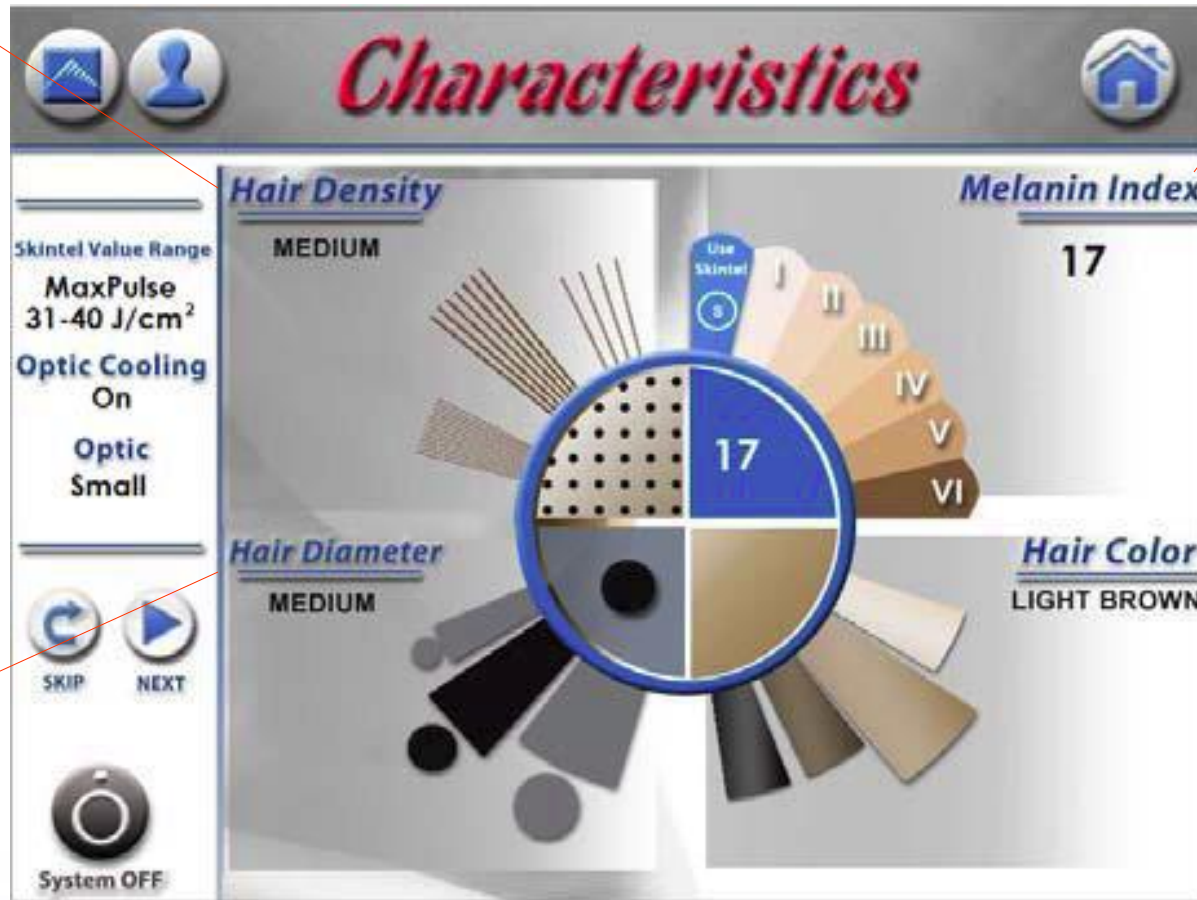 Characteristics
Skintel Value Range
MaxPulse
31-40 J/cm²
Optic Cooling
On
Optic
Small
SKIP
NEXT
System OFF
Hair Density
MEDIUM
Melanin Index
17
Use
Skintel
S
I
II
III
IV
V
VI
17
Hair Diameter
MEDIUM
Hair Color
LIGHT BROWN